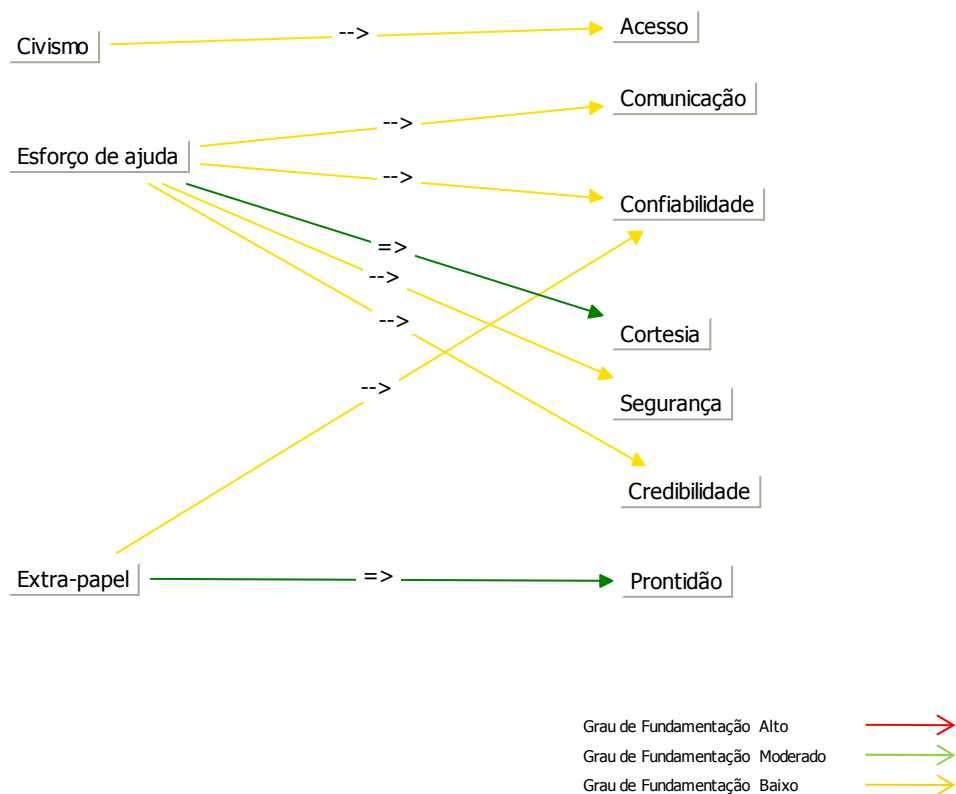 Civismo
-->
Acesso
Esforço de ajuda
-->
Comunicação
-->
Confiabilidade
=>
Cortesia
-->
Segurança
-->
Credibilidade
-->
Extra-papel
=>
Prontidão
Grau de Fundamentação Alto
Grau de Fundamentação Moderado
Grau de Fundamentação Baixo